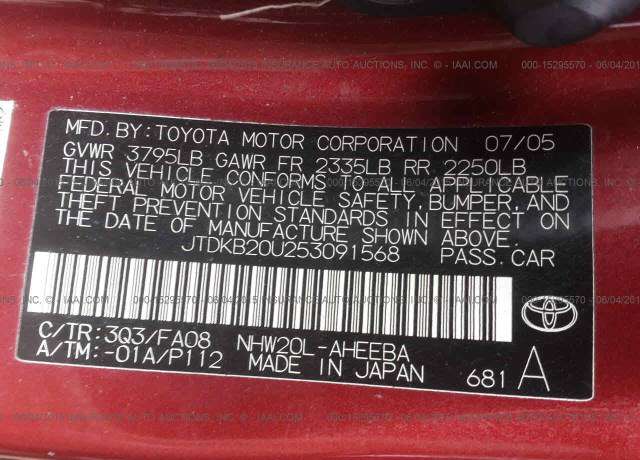 MFD.BY:TOYOTA MOTOR CORPORATION 07/05
GVWR 3795LB GAWR FR 2335LB RR 2250LB
THIS VEHICLE CONFORMS TO ALL APPLICABLE
FEDERAL MOTOR VEHICLE SAFETY, BUMPER, AND
THEFT PREVENTION STANDARDS IN EFFECT ON
THE DATE OF MANUFACTURE SHOWN ABOVE.
JTDKB20U253091568 PASS.CAR
C/TR:3Q3/FA08 NHW20L-AHEEBA
A/TM:-01A/P112 MADE IN JAPAN 681 A
TOYOTA